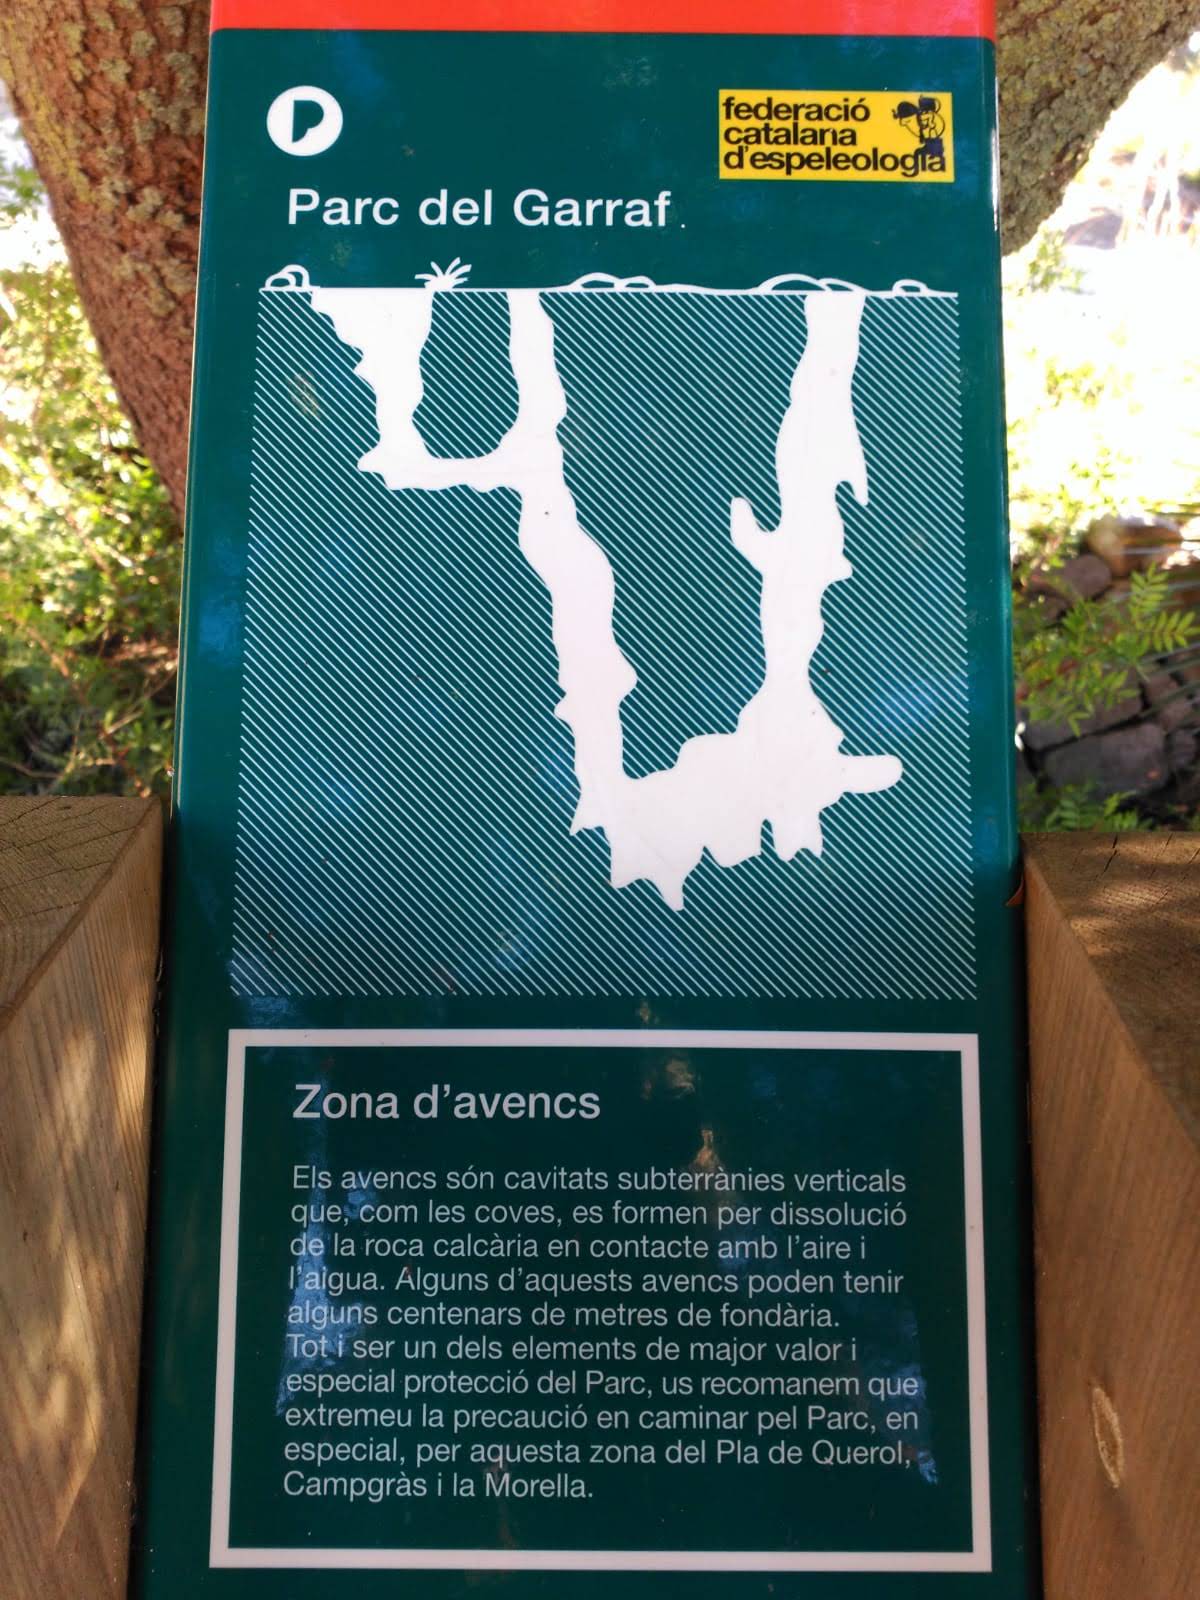 federació
catalana
d'espeleologia
Parc del Garraf
Zona d'avencs
Els avencs són cavitats subterrànies verticals
que, com les coves, es formen per dissolució
de la roca calcària en contacte amb l'aire i
l'aigua. Alguns d'aquests avencs poden tenir
alguns centenars de metres de fondària.
Tot i ser un dels elements de major valor i
especial protecció del Parc, us recomanem que
extremeu la precaució en caminar pel Parc, en
especial, per aquesta zona del Pla de Querol,
Campgràs i la Morella.